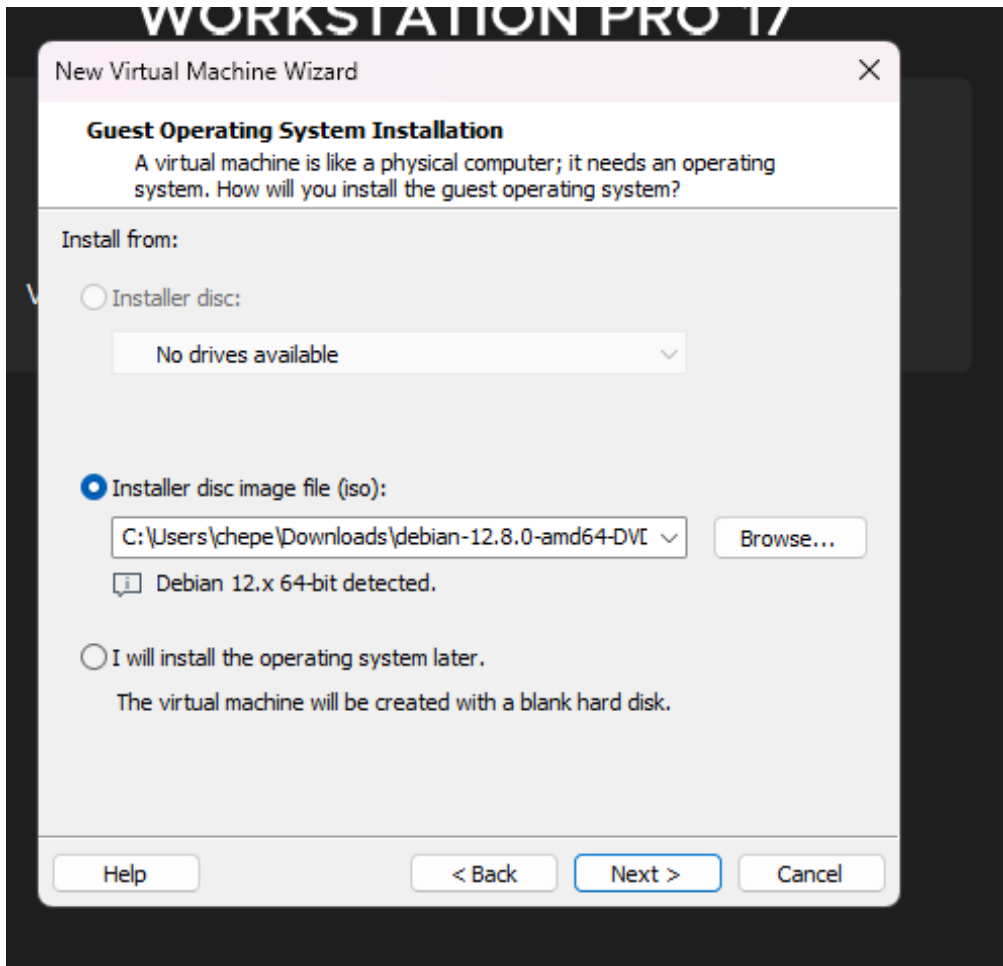 WORKSTATION PRO 17
New Virtual Machine Wizard
Guest Operating System Installation
A virtual machine is like a physical computer; it needs an operating
system. How will you install the guest operating system?
Install from:
Installer disc:
No drives available
Installer disc image file (iso):
C:\Users\chepe\Downloads\debian-12.8.0-amd64-DVD
Browse...
Debian 12.x 64-bit detected.
I will install the operating system later.
The virtual machine will be created with a blank hard disk.
Help
< Back
Next >
Cancel